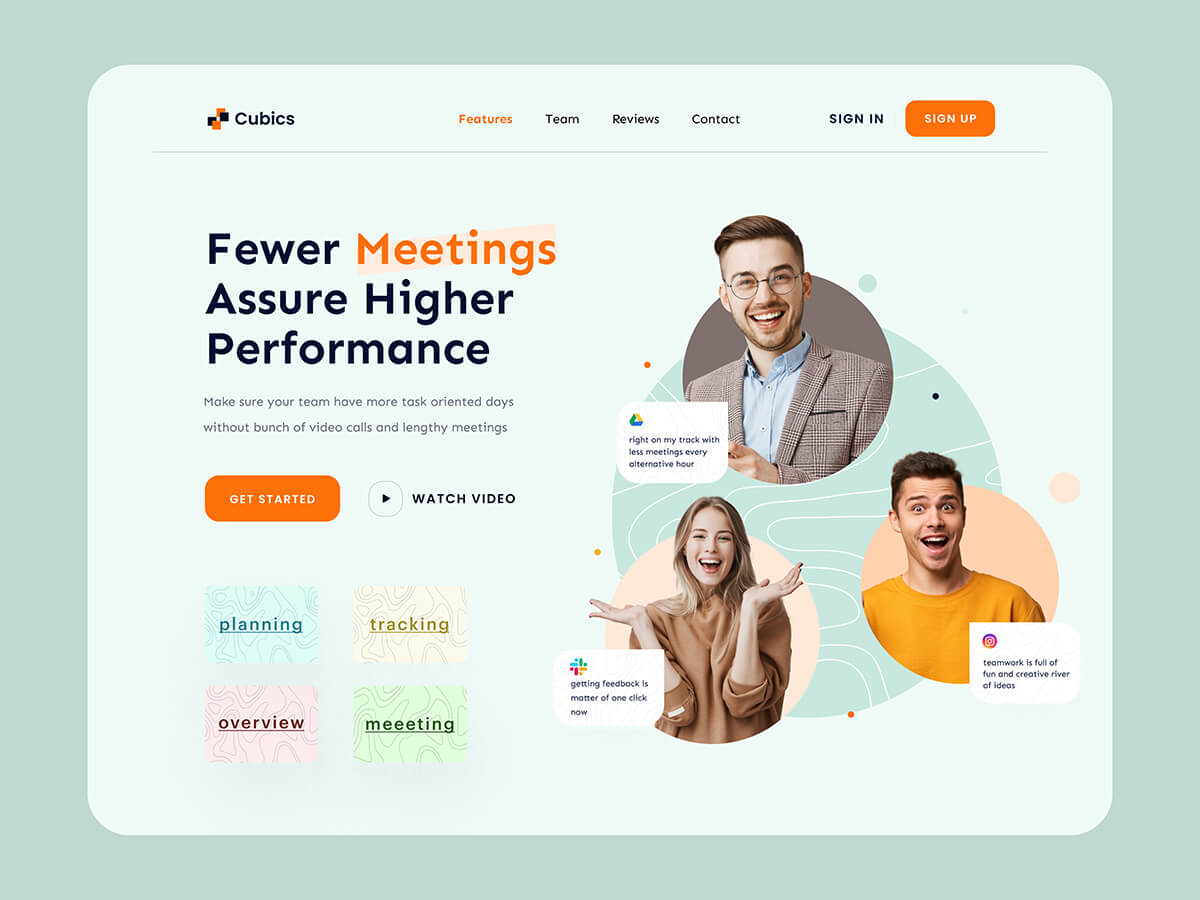 Cubics
Features
Team
Reviews
Contact
SIGN IN
SIGN UP
Fewer Meetings
Assure Higher
Performance
Make sure your team have more task oriented days
without bunch of video calls and lengthy meetings
GET STARTED
WATCH VIDEO
planning
tracking
overview
meeeting
right on my track with
less meetings every
alternative hour
getting feedback is
matter of one click
now
teamwork is full of
fun and creative river
of ideas